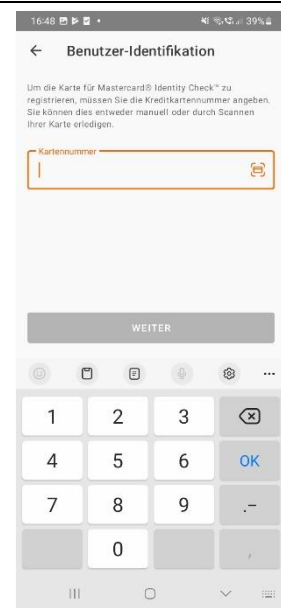 16:48 39%
Benutzer-Identifikation
Um die Karte für Mastercard® Identity Check™ zu
registrieren, müssen Sie die Kreditkartennummer angeben.
Sie können dies entweder manuell oder durch Scannen
Ihrer Karte erledigen.
Kartennummer
WEITER
1 2 3
4 5 6 OK
7 8 9 .–
0 ,